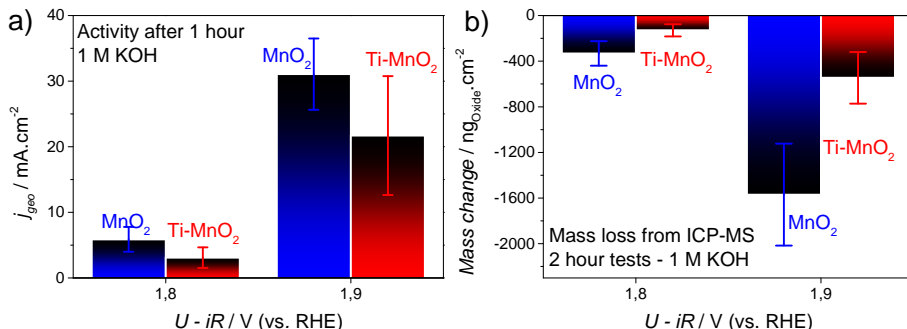 a)
Activity after 1 hour
1 M KOH
MnO₂
Ti-MnO₂
MnO₂
Ti-MnO₂
40
30
20
10
0
j_geo / mA.cm⁻²
1,8
1,9
U - iR / V (vs. RHE)
b)
0
-400
-800
-1200
-1600
-2000
Mass change / ng_Oxide.cm⁻²
MnO₂
Ti-MnO₂
Ti-MnO₂
MnO₂
Mass loss from ICP-MS
2 hour tests - 1 M KOH
1,8
1,9
U - iR / V (vs. RHE)